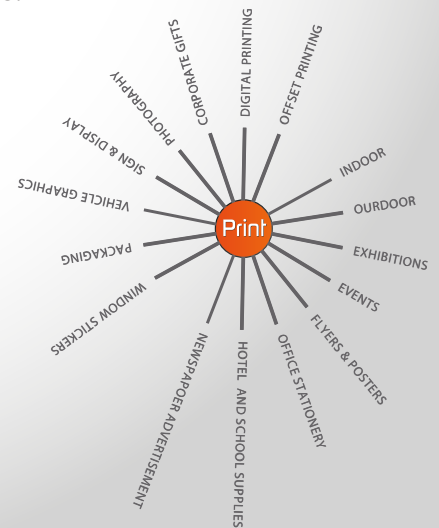 DIGITAL PRINTING
OFFSET PRINTING
INDOOR
OURDOOR
EXHIBITIONS
EVENTS
FLYERS & POSTERS
OFFICE STATIONERY
HOTEL AND SCHOOL SUPPLIES
NEWSPAPOER ADVERTISEMENT
WINDOW STICKERS
PACKAGING
VEHICLE GRAPHICS
SIGN & DISPLAY
PHOTOGRAPHY
CORPORATE GIFTS
Print